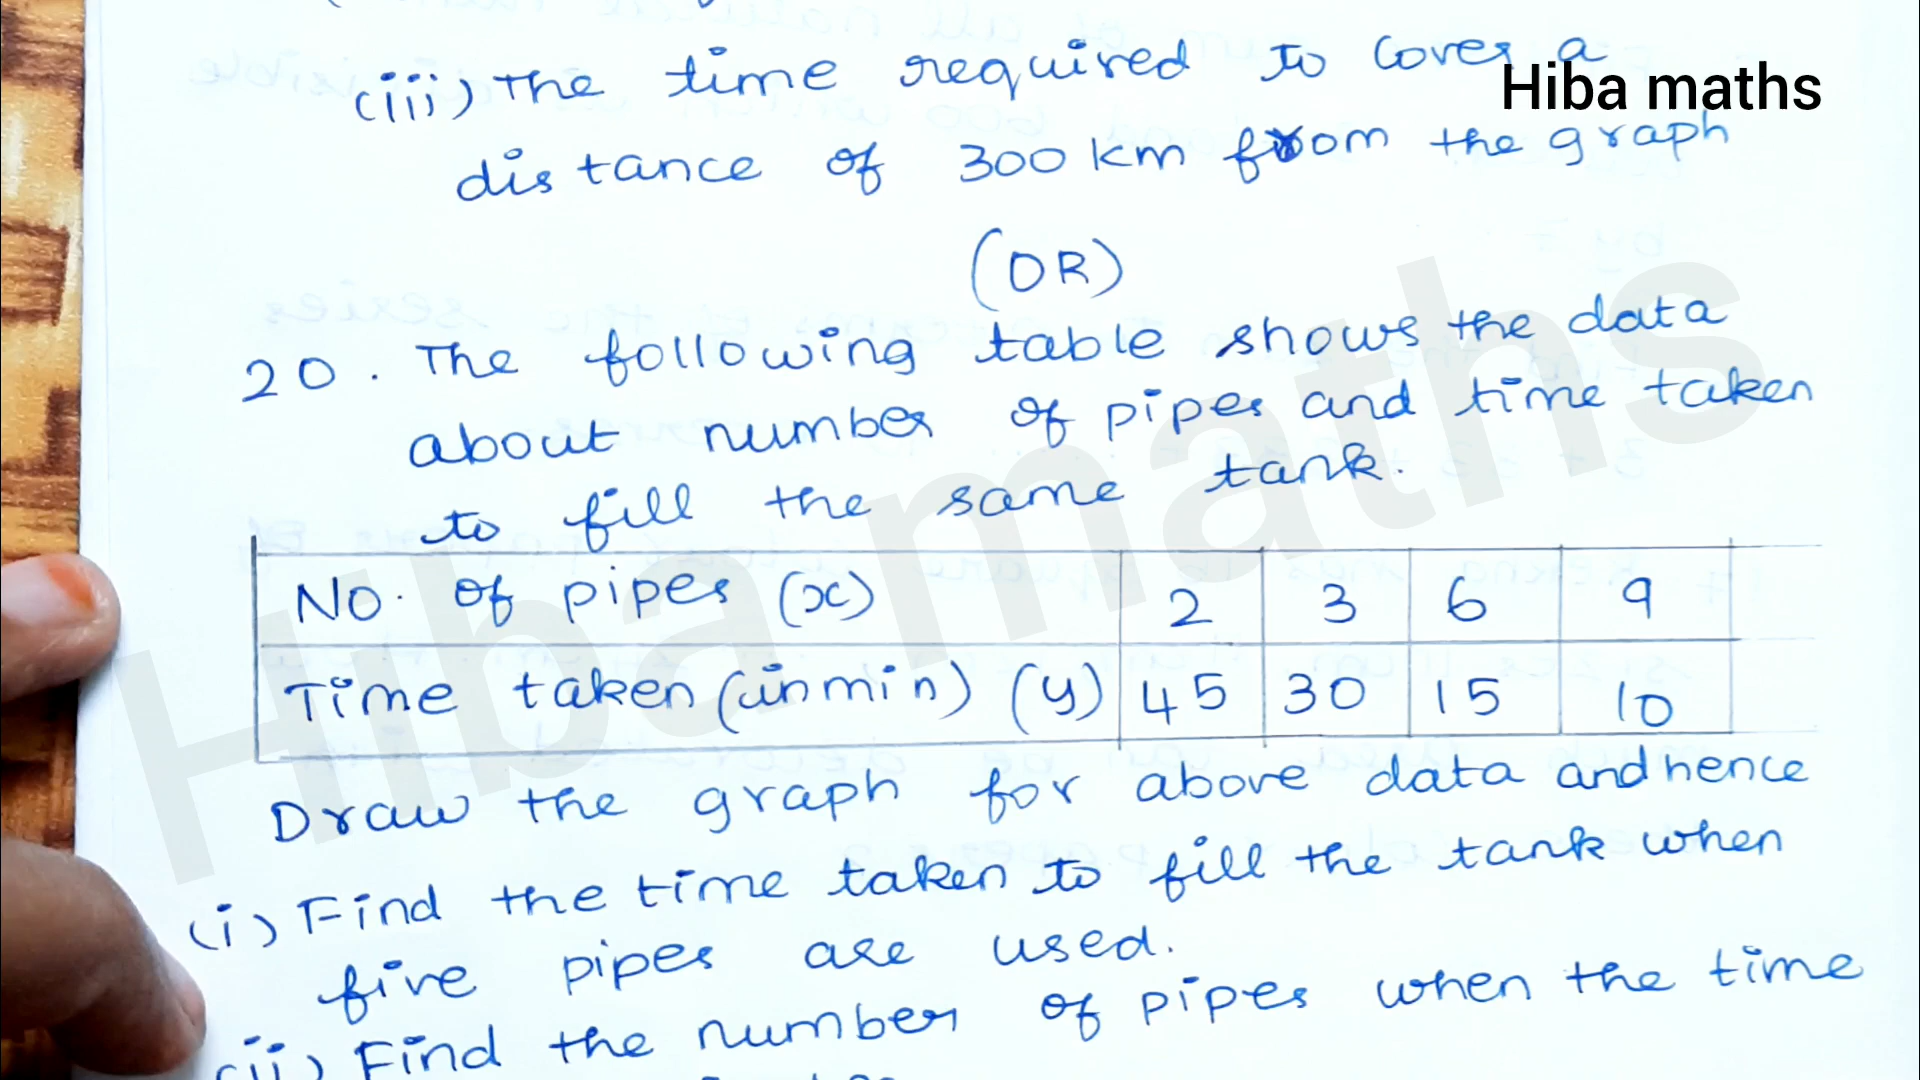 (iii) The time required to cover a
Hiba maths
distance of 300 km from the graph
(OR)
20. The following table shows the data
about number of pipes and time taken
to fill the same tank.
No. of pipes (x) 2 3 6 9
Time taken (in min) (y) 45 30 15 10
Draw the graph for above data and hence
(i) Find the time taken to fill the tank when
five pipes are used.
(ii) Find the number of pipes when the time
Hiba maths